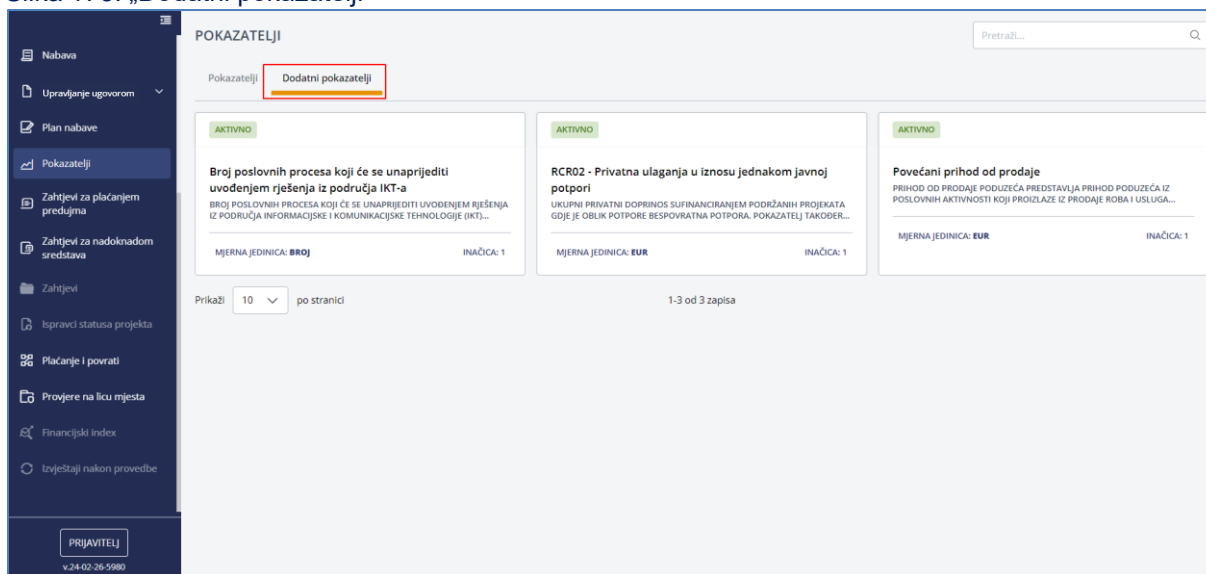 POKAZATELJI
Pretraži...
Pokazatelji
Dodatni pokazatelji
Nabava
Upravljanje ugovorom
Plan nabave
Pokazatelji
Zahtjevi za plaćanjem
predujma
Zahtjevi za nadoknadom
sredstava
Zahtjevi
Ispravci statusa projekta
Plaćanje i povrati
Provjere na licu mjesta
Financijski index
Izvještaji nakon provedbe
PRIJAVITELJ
v.24-02-26-5980
AKTIVNO
Broj poslovnih procesa koji će se unaprijediti
uvođenjem rješenja iz područja IKT-a
BROJ POSLOVNIH PROCESA KOJI ĆE SE UNAPRIJEDITI UVOĐENJEM RJEŠENJA
IZ PODRUČJA INFORMACIJSKE I KOMUNIKACIJSKE TEHNOLOGIJE (IKT)...
MJERNA JEDINICA: BROJ
INAČICA: 1
AKTIVNO
RCR02 - Privatna ulaganja u iznosu jednakom javnoj
potpori
UKUPNI PRIVATNI DOPRINOS SUFINANCIRANJEM PODRŽANIH PROJEKATA
GDJE JE OBLIK POTPORE BESPOVRATNA POTPORA. POKAZATELJ TAKOĐER...
MJERNA JEDINICA: EUR
INAČICA: 1
AKTIVNO
Povećani prihod od prodaje
PRIHOD OD PRODAJE PODUZEĆA PREDSTAVLJA PRIHOD PODUZEĆA IZ
POSLOVNIH AKTIVNOSTI KOJI PROIZLAZE IZ PRODAJE ROBA I USLUGA...
MJERNA JEDINICA: EUR
INAČICA: 1
Prikaži 10 po stranici
1-3 od 3 zapisa